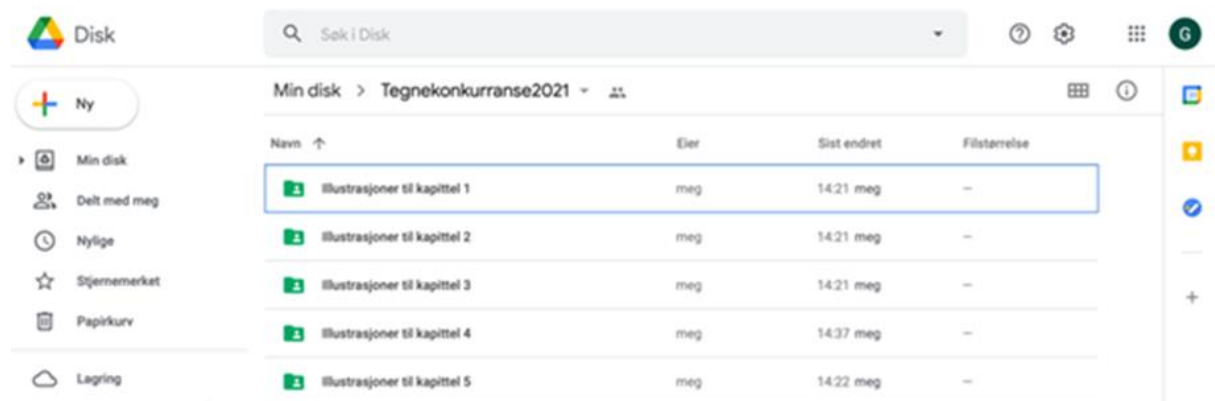 Disk
Søk i Disk
G
Ny
Min disk > Tegnekonkurranse2021
Navn ↑ Eier Sist endret Filstørrelse
Min disk
Delt med meg
Nylige
Stjernemerket
Papirkurv
Lagring
Illustrasjoner til kapittel 1 meg 14:21 meg –
Illustrasjoner til kapittel 2 meg 14:21 meg –
Illustrasjoner til kapittel 3 meg 14:21 meg –
Illustrasjoner til kapittel 4 meg 14:37 meg –
Illustrasjoner til kapittel 5 meg 14:22 meg –